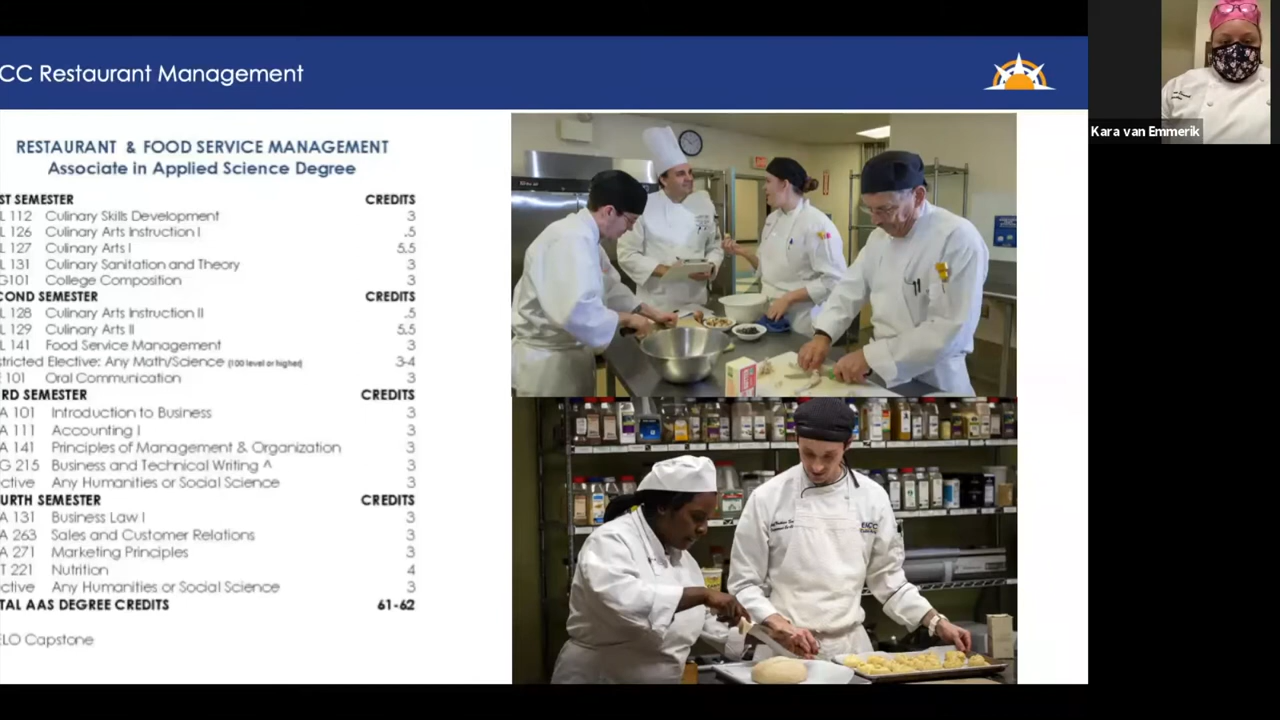 CC Restaurant Management
Kara van Emmerik
RESTAURANT & FOOD SERVICE MANAGEMENT
Associate in Applied Science Degree
ST SEMESTER CREDITS
L 112 Culinary Skills Development 3
L 126 Culinary Arts Instruction I .5
L 127 Culinary Arts I 5.5
L 131 Culinary Sanitation and Theory 3
G101 College Composition 3
COND SEMESTER CREDITS
L 128 Culinary Arts Instruction II .5
L 129 Culinary Arts II 5.5
L 141 Food Service Management 3
stricted Elective: Any Math/Science (100 level or higher) 3-4
E 101 Oral Communication 3
RD SEMESTER CREDITS
A 101 Introduction to Business 3
A 111 Accounting I 3
A 141 Principles of Management & Organization 3
G 215 Business and Technical Writing ^ 3
ctive Any Humanities or Social Science 3
URTH SEMESTER CREDITS
A 131 Business Law I 3
A 263 Sales and Customer Relations 3
A 271 Marketing Principles 3
T 221 Nutrition 4
ctive Any Humanities or Social Science 3
TAL AAS DEGREE CREDITS 61-62
ELO Capstone
EMCC